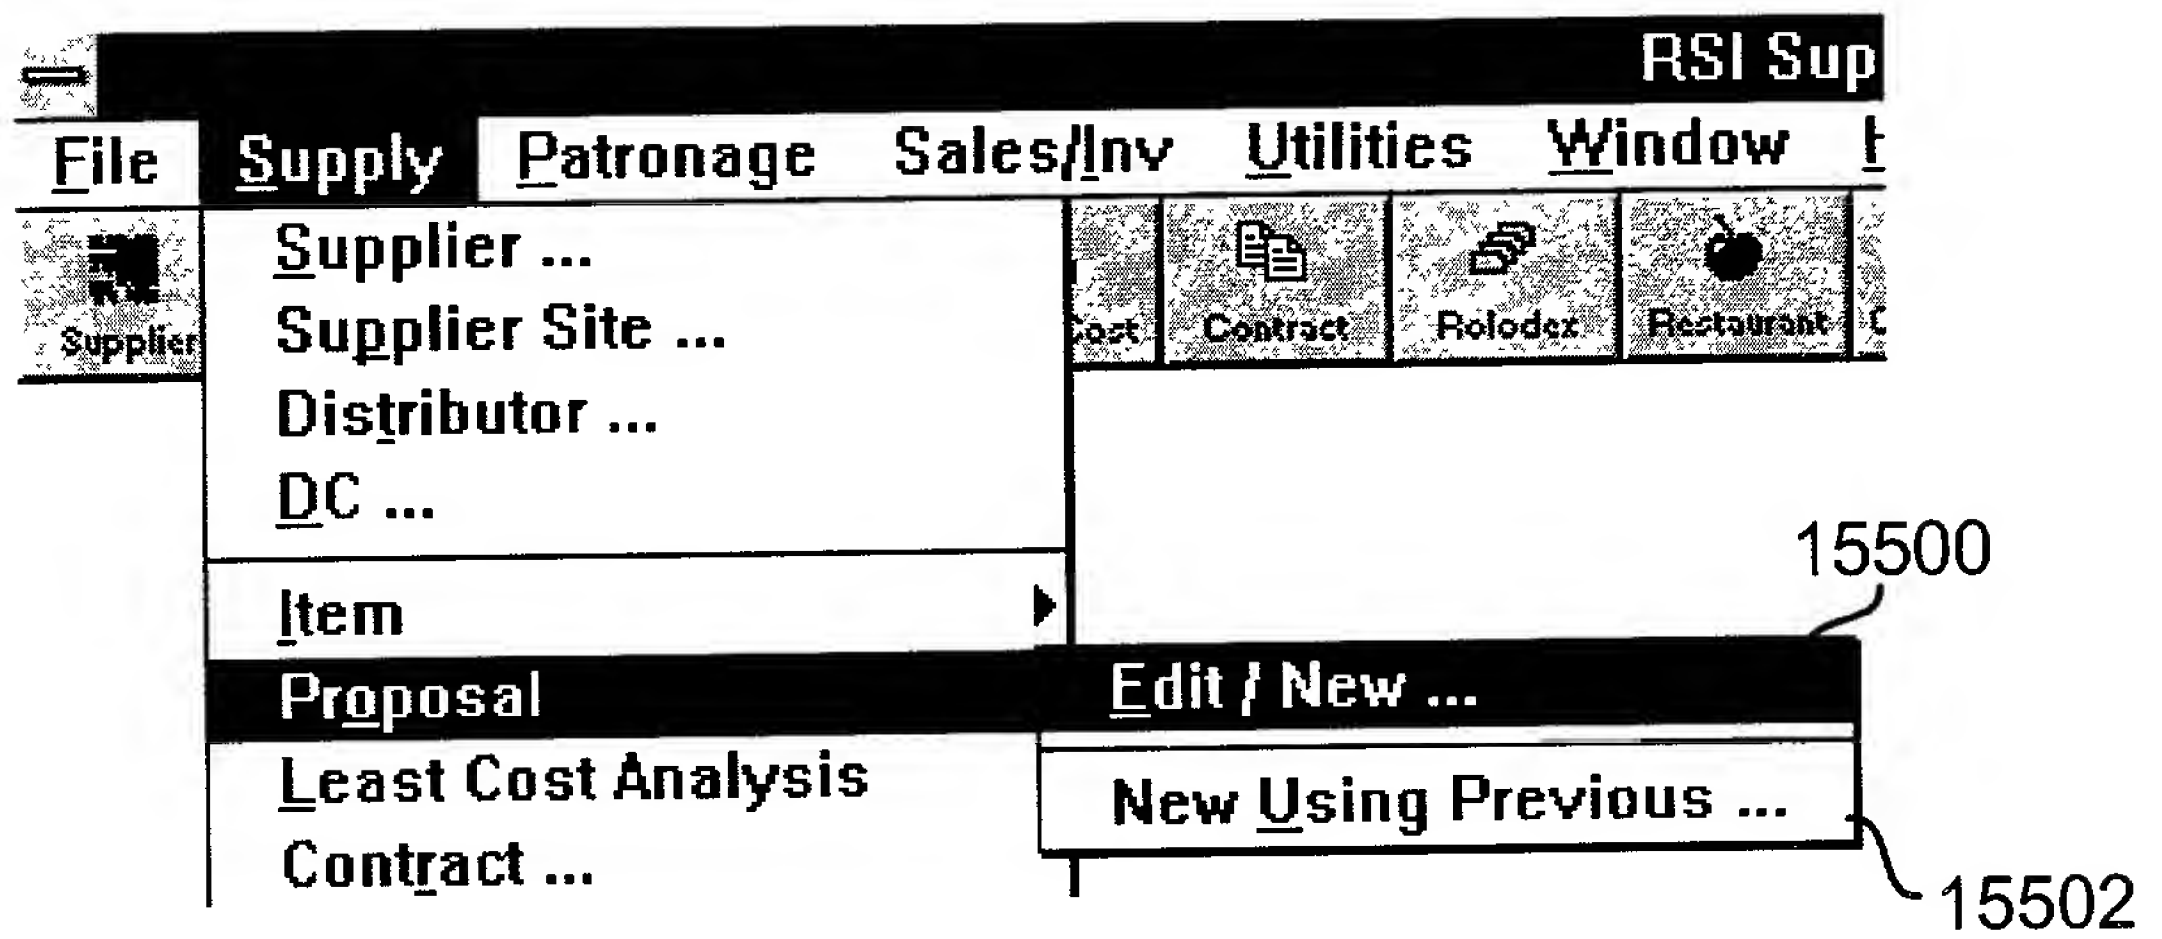 RSI Sup
File Supply Patronage Sales/Inv Utilities Window
Supplier Cost Contract Rolodex Restaurant
Supplier ...
Supplier Site ...
Distributor ...
DC ...
15500
Item
Proposal Edit / New ...
Least Cost Analysis New Using Previous ...
Contract ...
15502